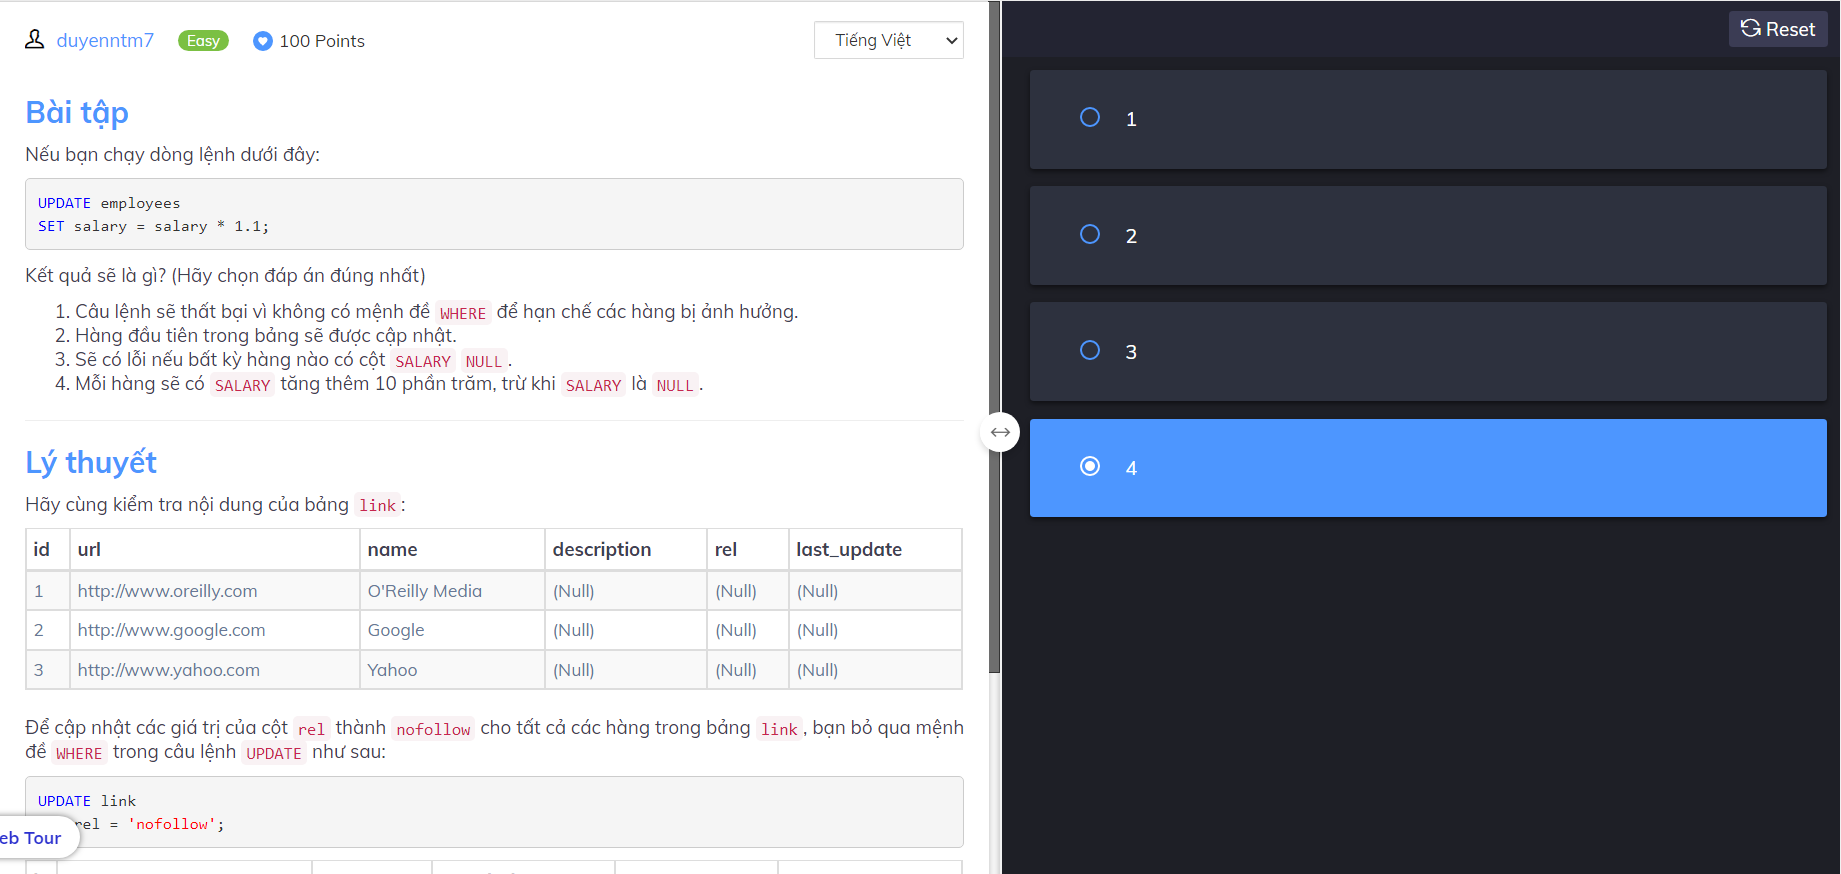 duyenntm7 Easy 100 Points Tiếng Việt
Bài tập
Nếu bạn chạy dòng lệnh dưới đây:
UPDATE employees
SET salary = salary * 1.1;
Kết quả sẽ là gì? (Hãy chọn đáp án đúng nhất)
1. Câu lệnh sẽ thất bại vì không có mệnh đề WHERE để hạn chế các hàng bị ảnh hưởng.
2. Hàng đầu tiên trong bảng sẽ được cập nhật.
3. Sẽ có lỗi nếu bất kỳ hàng nào có cột SALARY NULL.
4. Mỗi hàng sẽ có SALARY tăng thêm 10 phần trăm, trừ khi SALARY là NULL.
Lý thuyết
Hãy cùng kiểm tra nội dung của bảng link:
id url name description rel last_update
1 http://www.oreilly.com O'Reilly Media (Null) (Null) (Null)
2 http://www.google.com Google (Null) (Null) (Null)
3 http://www.yahoo.com Yahoo (Null) (Null) (Null)
Để cập nhật các giá trị của cột rel thành nofollow cho tất cả các hàng trong bảng link, bạn bỏ qua mệnh
đề WHERE trong câu lệnh UPDATE như sau:
UPDATE link
rel = 'nofollow';
eb Tour
Reset
1
2
3
4